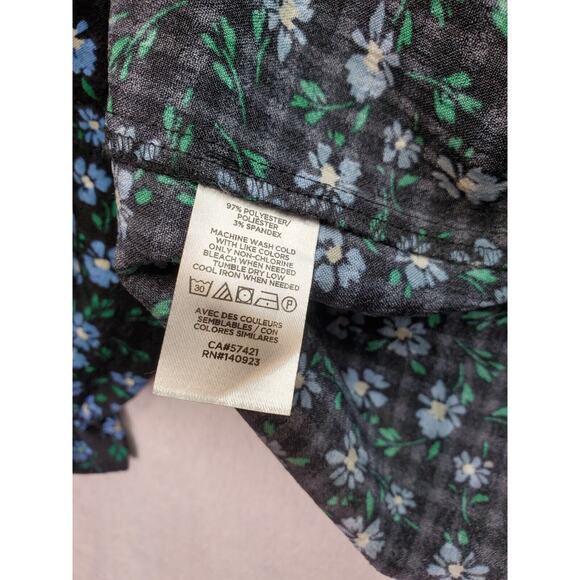 97% POLYESTER/
POLIÉSTER
3% SPANDEX
MACHINE WASH COLD
WITH LIKE COLORS
ONLY NON-CHLORINE
BLEACH WHEN NEEDED
TUMBLE DRY LOW
COOL IRON WHEN NEEDED
30 P
AVEC DES COULEURS
SEMBLABLES / CON
COLORES SIMILARES
CA#57421
RN#140923